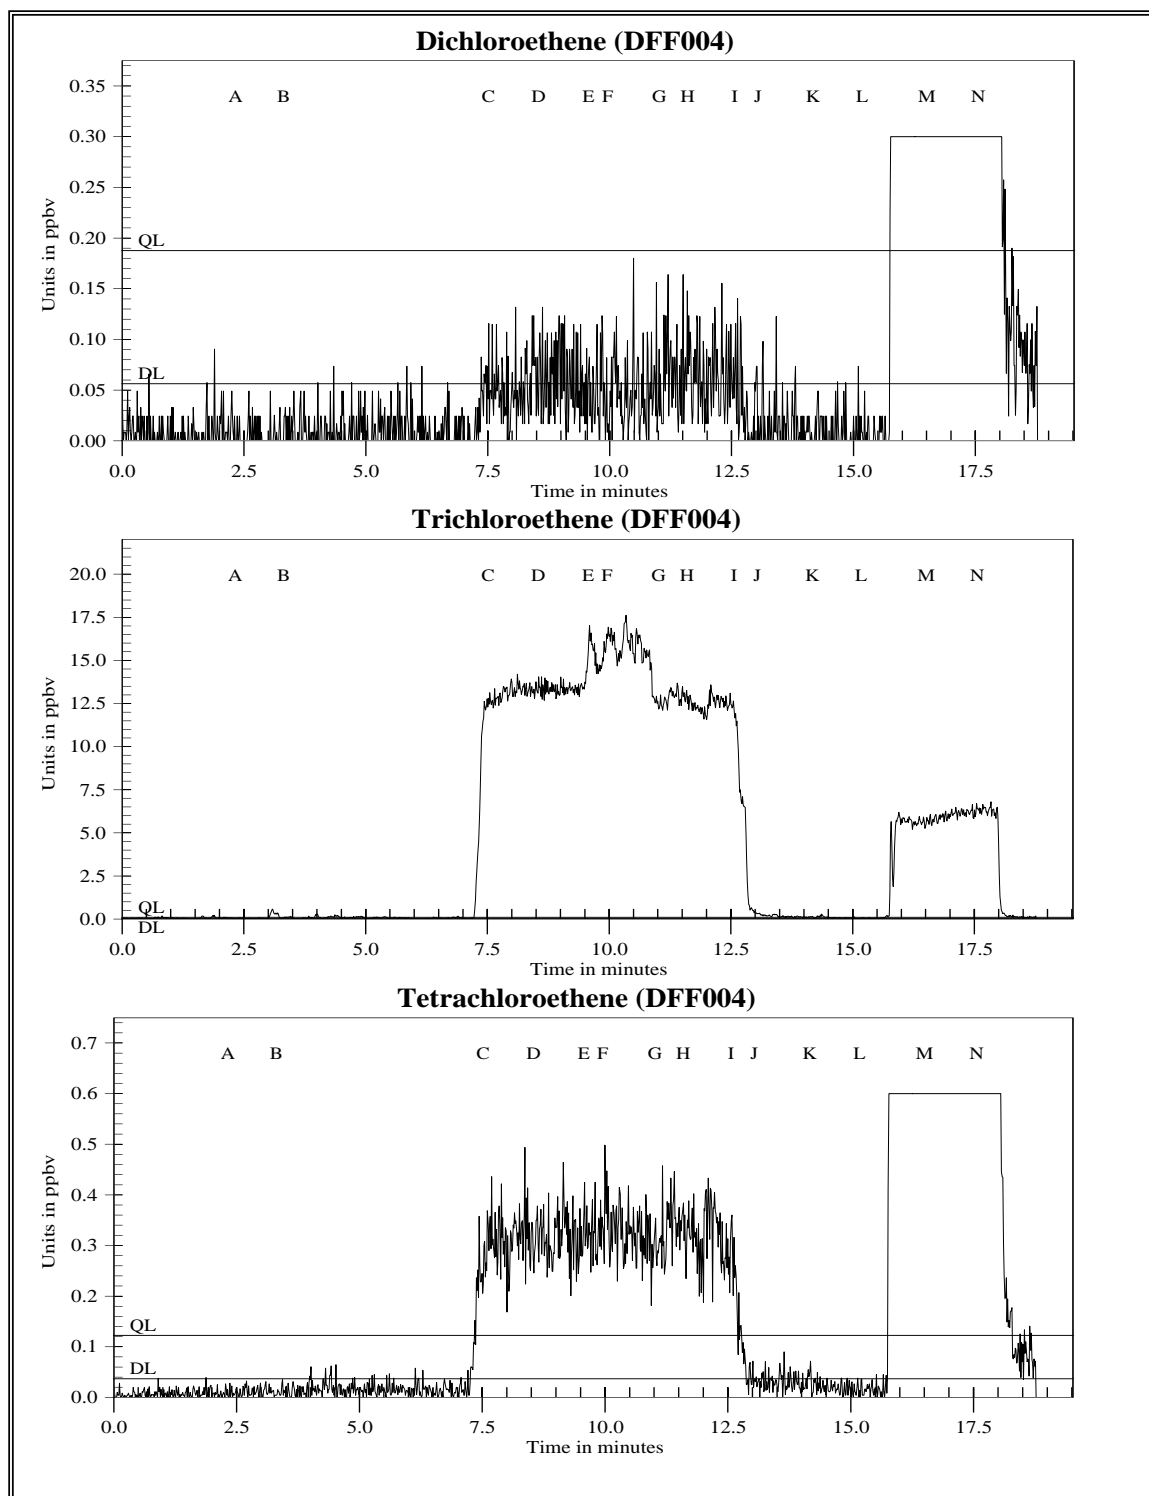 Dichloroethene (DFF004)
0.35
A B C D E F G H I J K L M N
0.30
0.25
QL
0.20
0.15
0.10
DL
0.05
0.00
Units in ppbv
0.0 2.5 5.0 7.5 10.0 12.5 15.0 17.5
Time in minutes
Trichloroethene (DFF004)
20.0
A B C D E F G H I J K L M N
17.5
15.0
12.5
10.0
7.5
5.0
2.5
QL
0.0
DL
Units in ppbv
0.0 2.5 5.0 7.5 10.0 12.5 15.0 17.5
Time in minutes
Tetrachloroethene (DFF004)
0.7
A B C D E F G H I J K L M N
0.6
0.5
0.4
0.3
0.2
QL
0.1
DL
0.0
Units in ppbv
0.0 2.5 5.0 7.5 10.0 12.5 15.0 17.5
Time in minutes